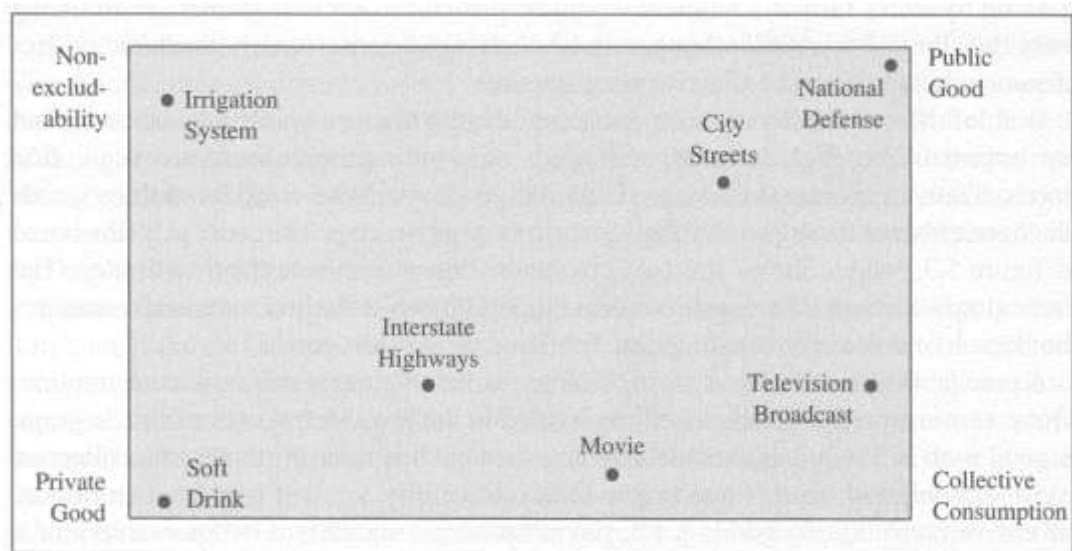 Non-
excludability
Irrigation
System
City
Streets
National
Defense
Public
Good
Interstate
Highways
Television
Broadcast
Movie
Soft
Drink
Private
Good
Collective
Consumption